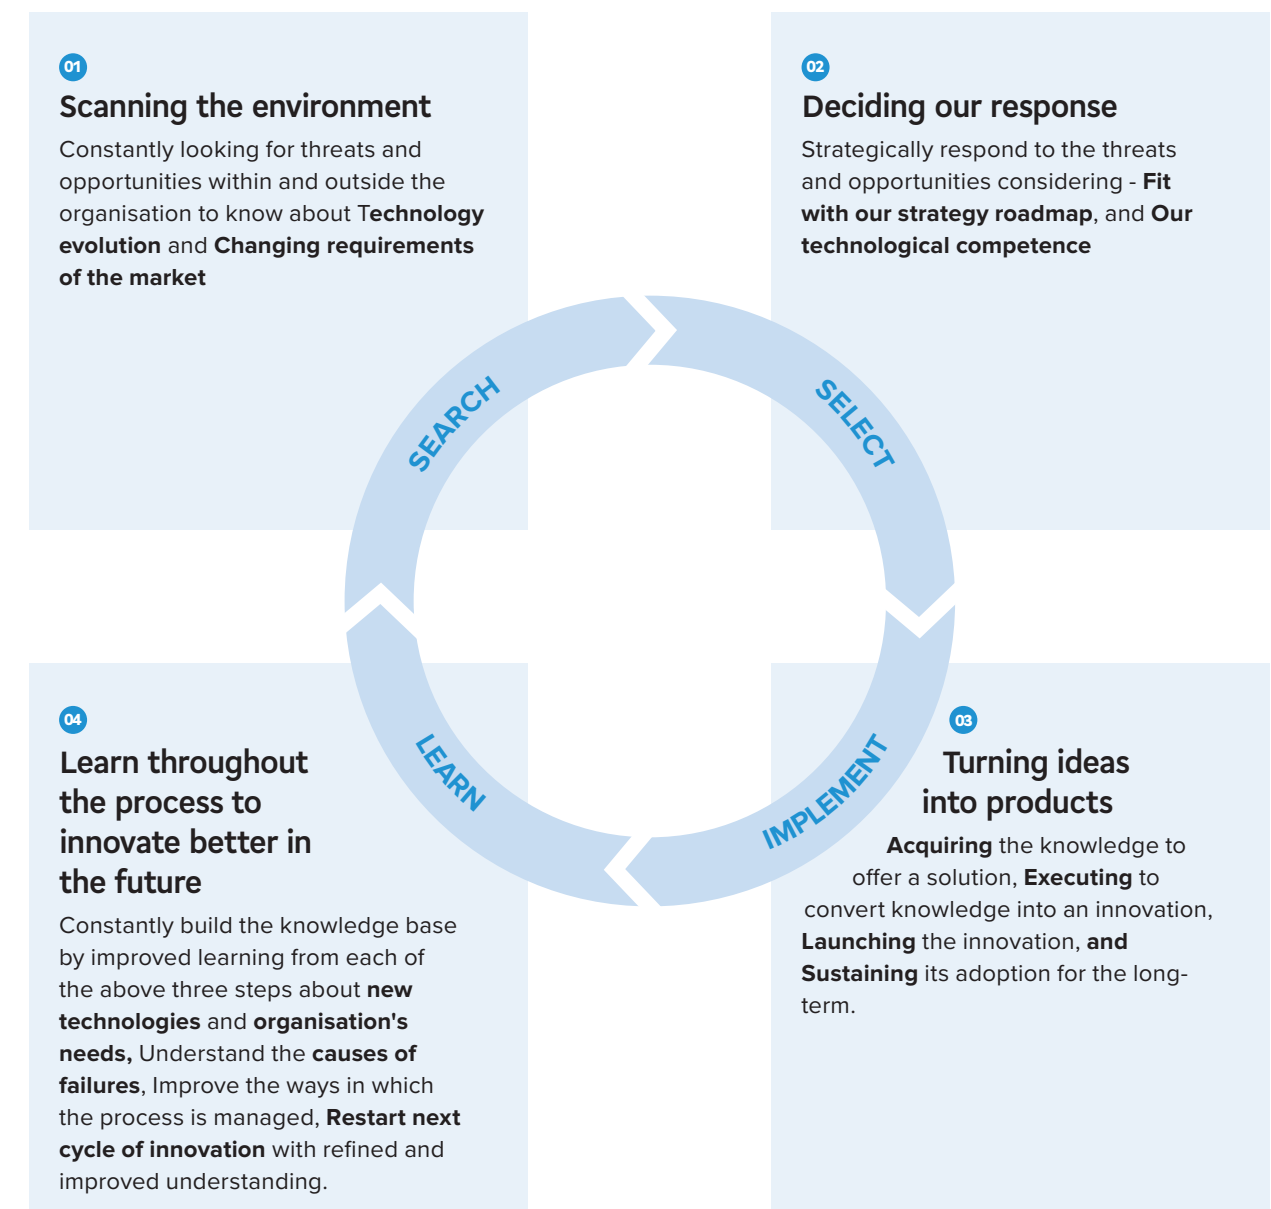 01
Scanning the environment
Constantly looking for threats and
opportunities within and outside the
organisation to know about Technology
evolution and Changing requirements
of the market
02
Deciding our response
Strategically respond to the threats
and opportunities considering - Fit
with our strategy roadmap, and Our
technological competence
SEARCH
SELECT
LEARN
IMPLEMENT
03
Turning ideas
into products
Acquiring the knowledge to
offer a solution, Executing to
convert knowledge into an innovation,
Launching the innovation, and
Sustaining its adoption for the long-
term.
04
Learn throughout
the process to
innovate better in
the future
Constantly build the knowledge base
by improved learning from each of
the above three steps about new
technologies and organisation's
needs, Understand the causes of
failures, Improve the ways in which
the process is managed, Restart next
cycle of innovation with refined and
improved understanding.